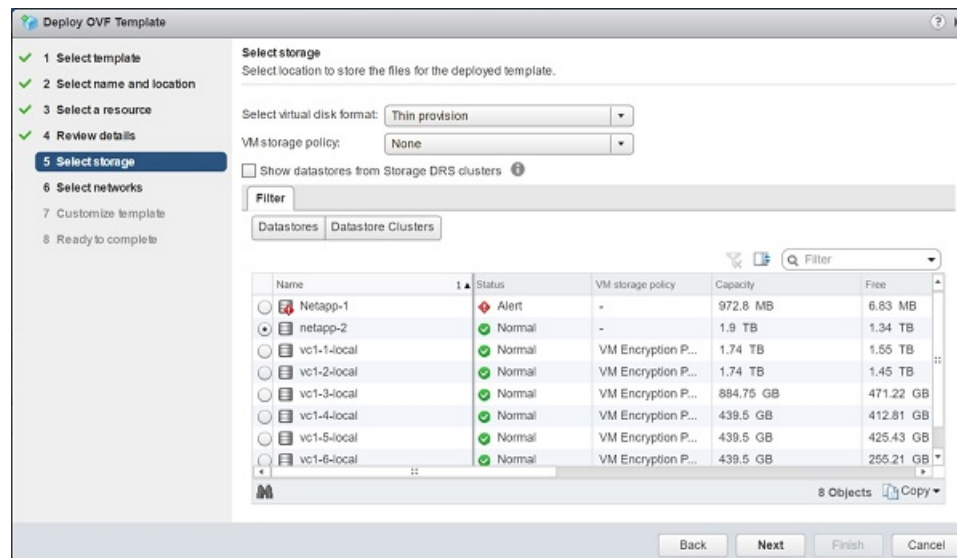 Deploy OVF Template
?
1 Select template
2 Select name and location
3 Select a resource
4 Review details
5 Select storage
6 Select networks
7 Customize template
8 Ready to complete
Select storage
Select location to store the files for the deployed template.
Select virtual disk format: Thin provision
VM storage policy: None
Show datastores from Storage DRS clusters
Filter
Datastores Datastore Clusters
Filter
Name 1 Status VM storage policy Capacity Free
Netapp-1 Alert - 972.8 MB 6.83 MB
netapp-2 Normal - 1.9 TB 1.34 TB
vc1-1-local Normal VM Encryption P... 1.74 TB 1.55 TB
vc1-2-local Normal VM Encryption P... 1.74 TB 1.45 TB
vc1-3-local Normal VM Encryption P... 884.75 GB 471.22 GB
vc1-4-local Normal VM Encryption P... 439.5 GB 412.81 GB
vc1-5-local Normal VM Encryption P... 439.5 GB 425.43 GB
vc1-6-local Normal VM Encryption P... 439.5 GB 255.21 GB
8 Objects Copy
Back Next Finish Cancel